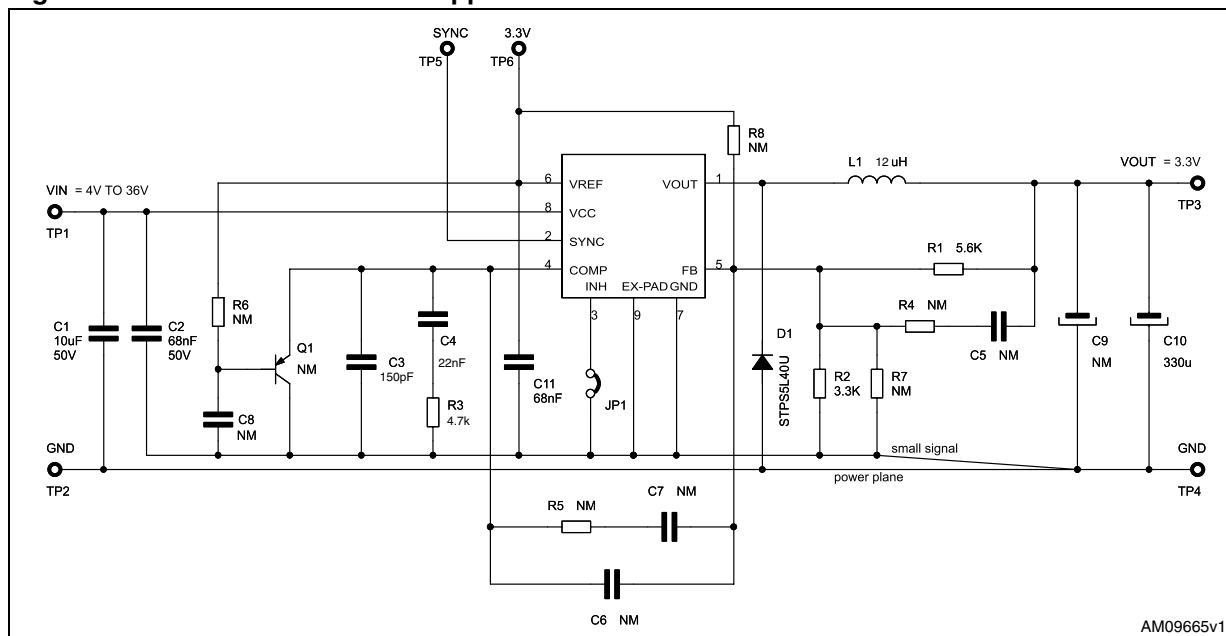 SYNC
3.3V
TP5
TP6
R8
NM
L1 12 uH
VOUT = 3.3V
VIN = 4V TO 36V
6 VREF VOUT 1
TP1
8 VCC
TP3
2 SYNC
R1 5.6K
4 COMP FB 5
INH EX-PAD GND
R4 NM
3 9 7
R6
NM
C1
10uF
50V
C2
68nF
50V
Q1
NM
C4
22nF
D1
C5 NM
C9
NM
C10
330u
C3
150pF
C11
68nF
STPS5L40U
R2
3.3K
R7
NM
R3
4.7k
JP1
C8
NM
GND
small signal
GND
TP2
power plane
TP4
C7 NM
R5 NM
C6 NM
AM09665v1